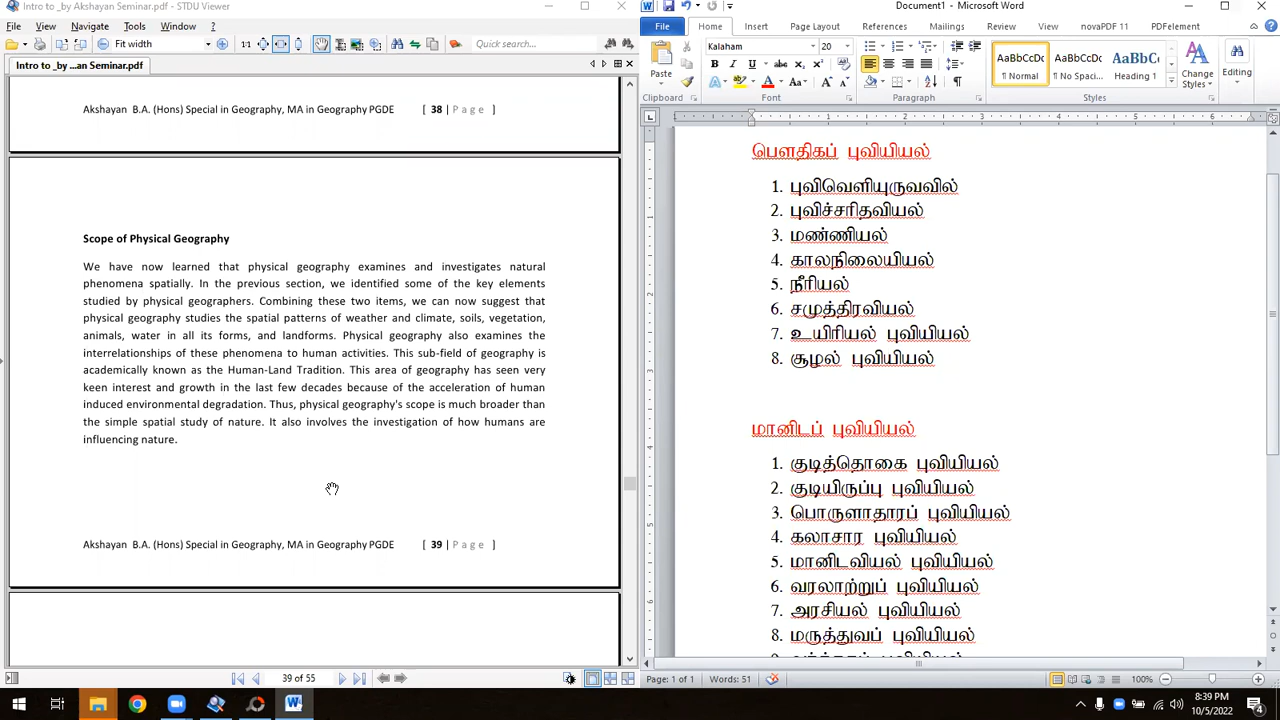 Intro to _by Akshayan Seminar.pdf - STDU Viewer
File View Navigate Tools Help
Fit width
1:1
Quick search...
Intro to _by ...an Seminar.pdf
Akshayan B.A. (Hons) Special in Geography, MA in Geography PGDE [ 38 | Page ]
Scope of Physical Geography
We have now learned that physical geography examines and investigates natural
phenomena spatially. In the previous section, we identified some of the key elements
studied by physical geographers. Combining these two items, we can now suggest that
physical geography studies the spatial patterns of weather and climate, soils, vegetation,
animals, water in all its forms, and landforms. Physical geography also examines the
interrelationships of these phenomena to human activities. This sub-field of geography is
academically known as the Human-Land Tradition. This area of geography has seen very
keen interest and growth in the last few decades because of the acceleration of human
induced environmental degradation. Thus, physical geography's scope is much broader than
the simple spatial study of nature. It also involves the investigation of how humans are
influencing nature.
Akshayan B.A. (Hons) Special in Geography, MA in Geography PGDE [ 39 | Page ]
39 of 55
Document1 - Microsoft Word
File Home Insert Page Layout References Mailings Review View novaPDF 11 PDFelement
Paste
Kalaham 20
AaBbCcDc AaBbCcDc AaBbCc
¶ Normal ¶ No Spaci... Heading 1
Change Styles
Editing
Clipboard Font Paragraph Styles
பௌதிகப் புவியியல்
1. புவிவெளியுருவவில்
2. புவிச்சரிதவியல்
3. மண்ணியல்
4. காலநிலையியல்
5. நீரியல்
6. சமுத்திரவியல்
7. உயிரியல் புவியியல்
8. சூழல் புவியியல்
மானிடப் புவியியல்
1. குடித்தொகை புவியியல்
2. குடியிருப்பு புவியியல்
3. பொருளாதாரப் புவியியல்
4. கலாசார புவியியல்
5. மானிடவியல் புவியியல்
6. வரலாற்றுப் புவியியல்
7. அரசியல் புவியியல்
8. மருத்துவப் புவியியல்
Page: 1 of 1 Words: 51 100%
8:39 PM
10/5/2022